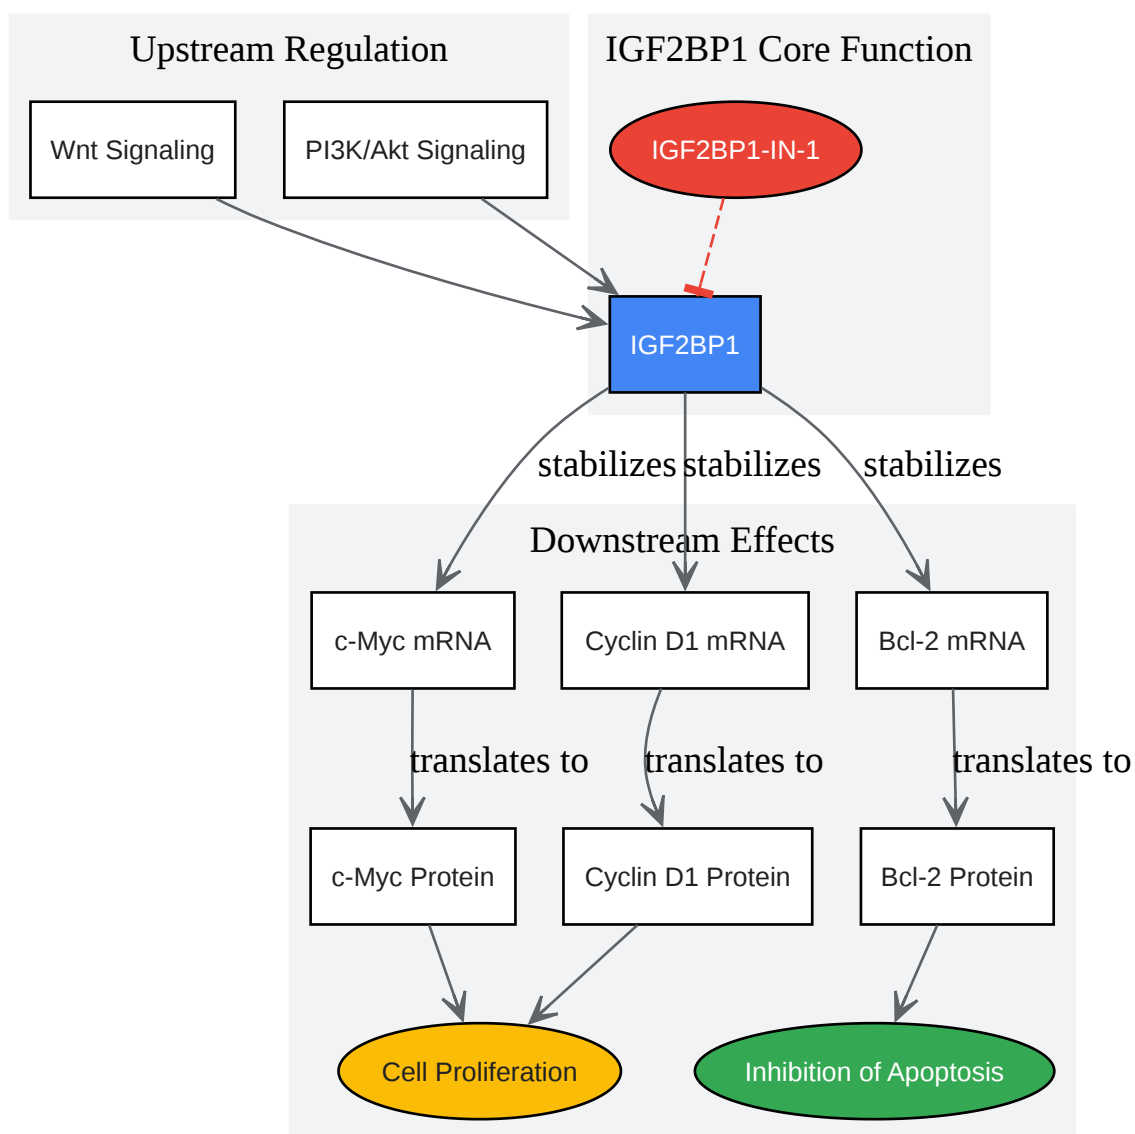 Upstream Regulation
IGF2BP1 Core Function
Wnt Signaling
PI3K/Akt Signaling
IGF2BP1-IN-1
IGF2BP1
stabilizes
stabilizes
stabilizes
Downstream Effects
c-Myc mRNA
Cyclin D1 mRNA
Bcl-2 mRNA
translates to
translates to
translates to
c-Myc Protein
Cyclin D1 Protein
Bcl-2 Protein
Cell Proliferation
Inhibition of Apoptosis